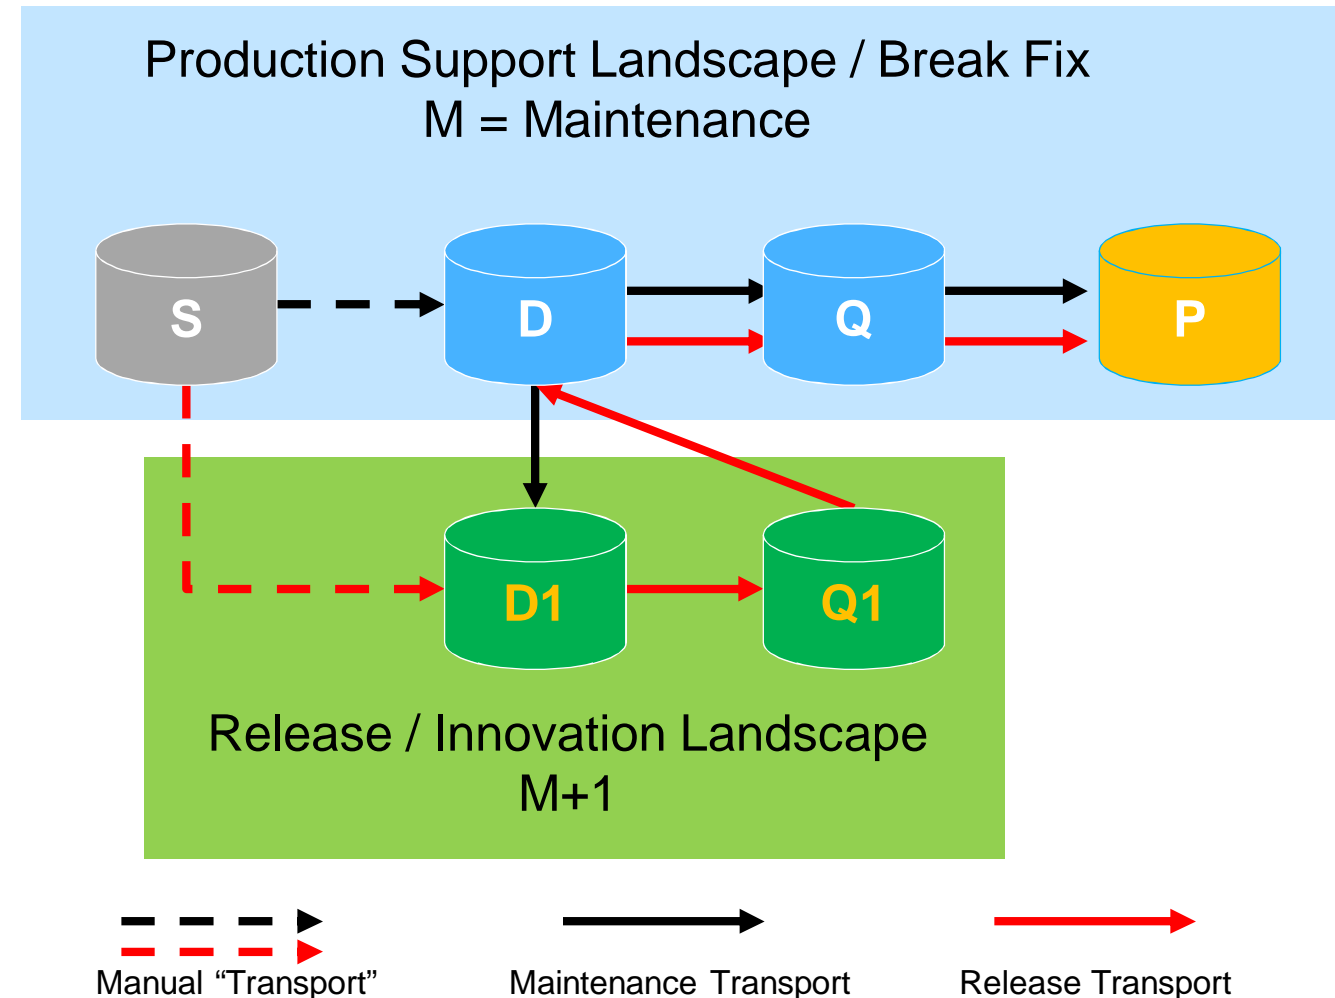 Production Support Landscape / Break Fix
M = Maintenance
S
D
Q
P
D1
Q1
Release / Innovation Landscape
M+1
Manual “Transport”
Maintenance Transport
Release Transport